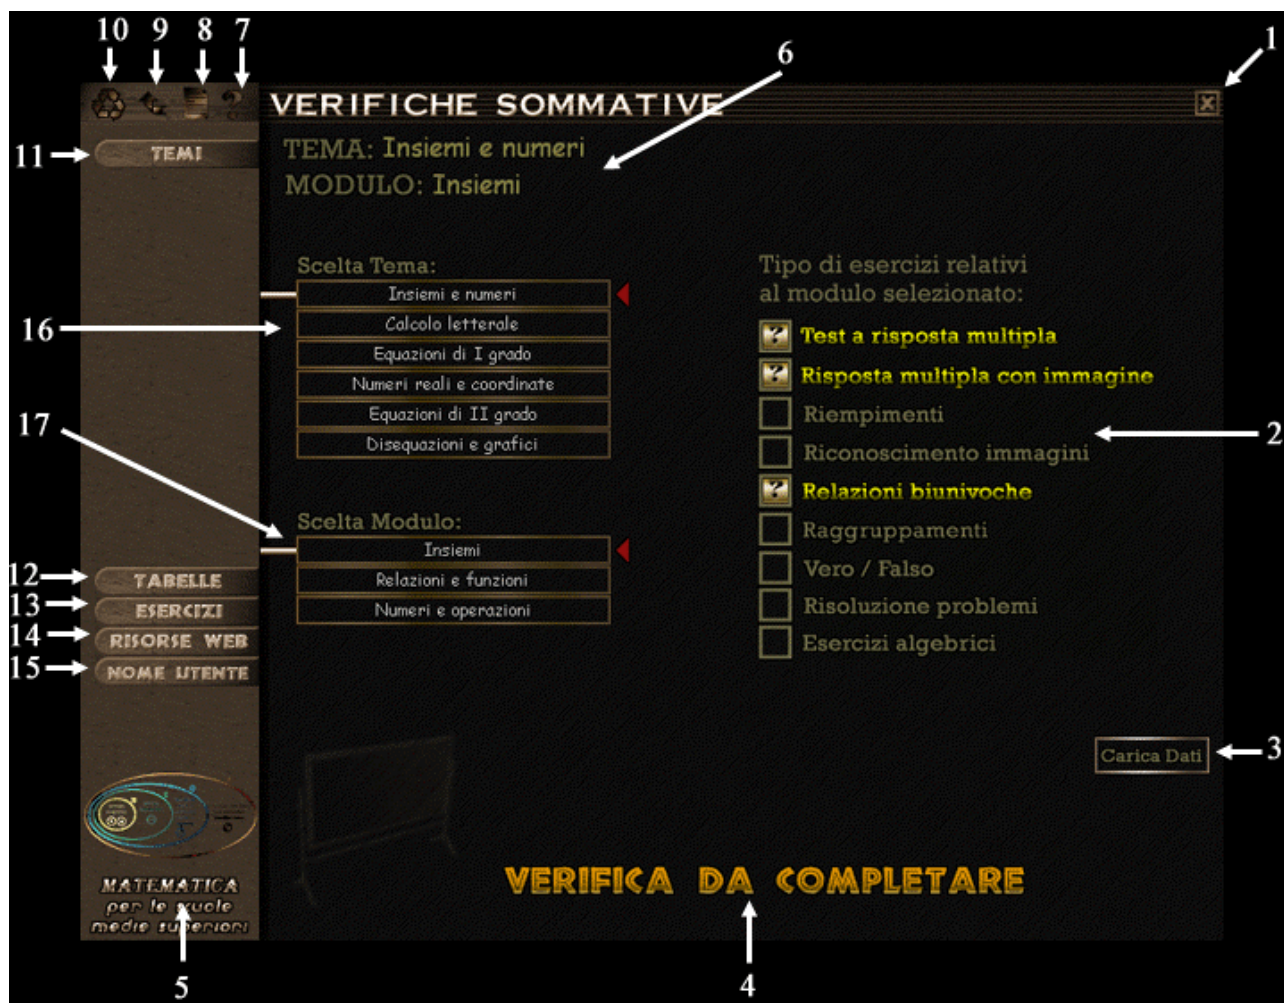 10 9 8 7
6
1
VERIFICHE SOMMATIVE
11
TEMI
TEMA: Insiemi e numeri
MODULO: Insiemi
Scelta Tema:
Insiemi e numeri
16
Calcolo letterale
Equazioni di I grado
Numeri reali e coordinate
Equazioni di II grado
Disequazioni e grafici
17
Scelta Modulo:
Insiemi
Relazioni e funzioni
Numeri e operazioni
Tipo di esercizi relativi
al modulo selezionato:
Test a risposta multipla
Risposta multipla con immagine
Riempimenti
2
Riconoscimento immagini
Relazioni biunivoche
Raggruppamenti
Vero / Falso
Risoluzione problemi
Esercizi algebrici
12
TABELLE
13
ESERCIZI
14
RISORSE WEB
15
NOME UTENTE
Carica Dati
3
VERIFICA DA COMPLETARE
4
MATEMATICA
per le scuole
medie superiori
5